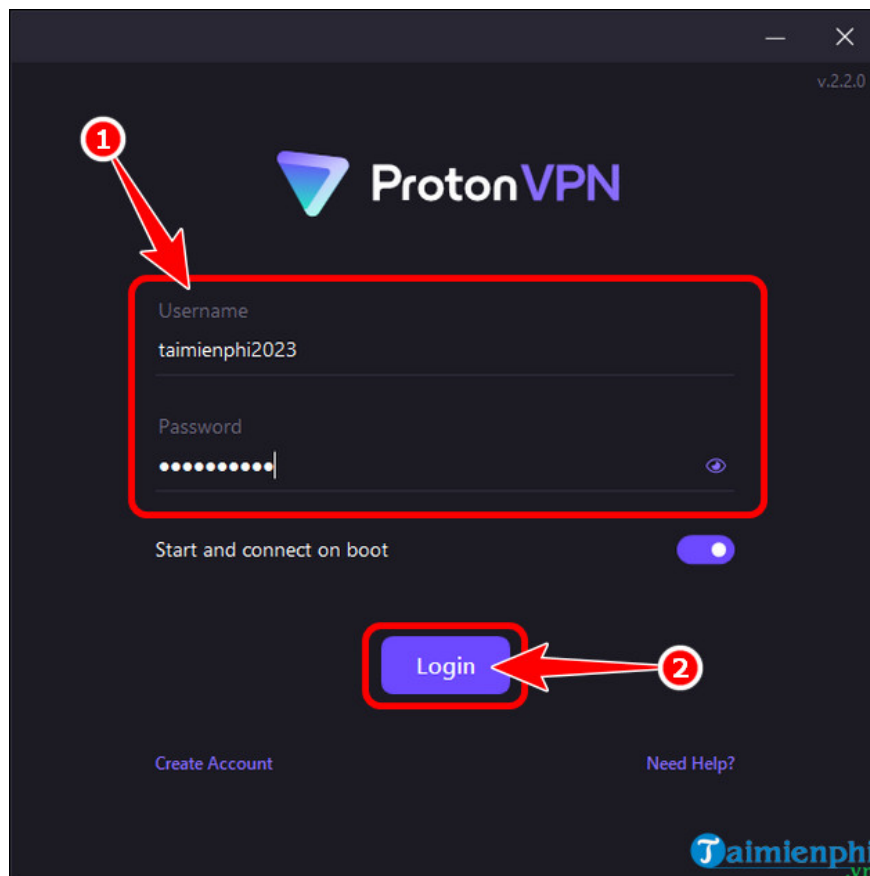 v.2.2.0
1
ProtonVPN
Username
taimienphi2023
Password
••••••••••
Start and connect on boot
Login
2
Create Account
Need Help?
Taimienphi
.vn